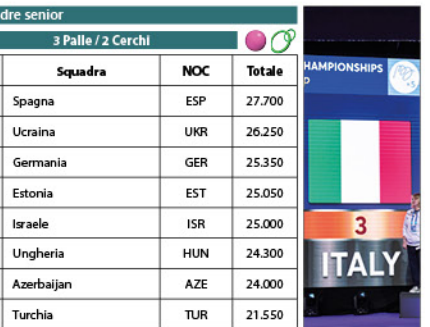 dre senior
3 Palle / 2 Cerchi
Squadra NOC Totale
Spagna ESP 27.700
Ucraina UKR 26.250
Germania GER 25.350
Estonia EST 25.050
Israele ISR 25.000
Ungheria HUN 24.300
Azerbaijan AZE 24.000
Turchia TUR 21.550
HAMPIONSHIPS
3
ITALY